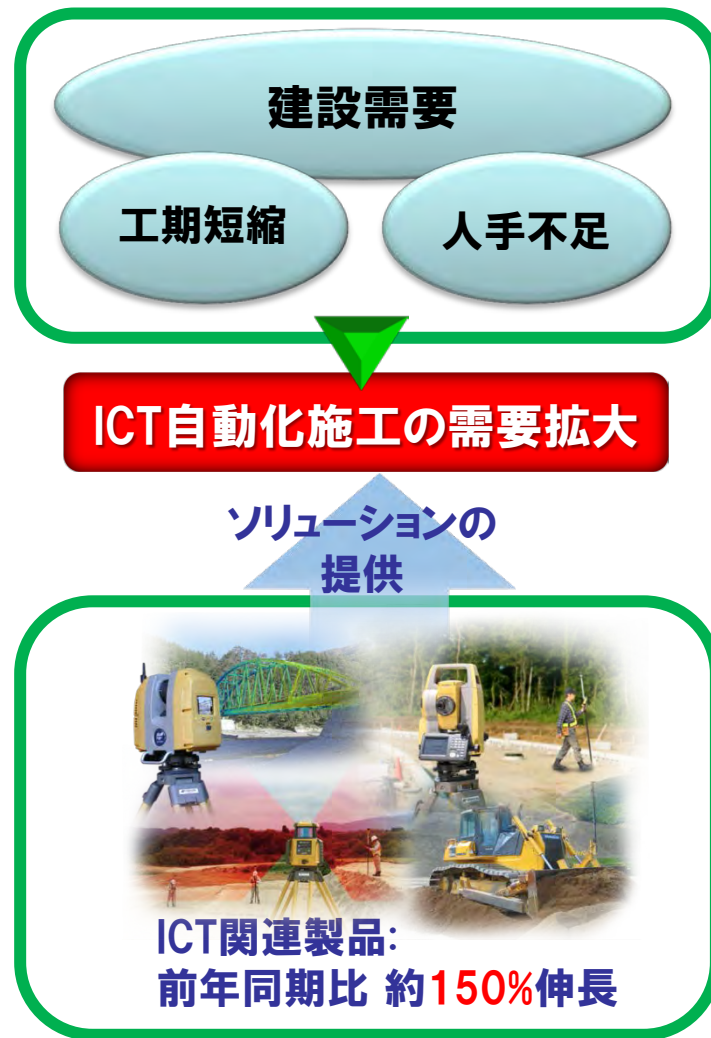 建設需要
工期短縮
人手不足
ICT自動化施工の需要拡大
ソリューションの
提供
ICT関連製品:
前年同期比 約150%伸長